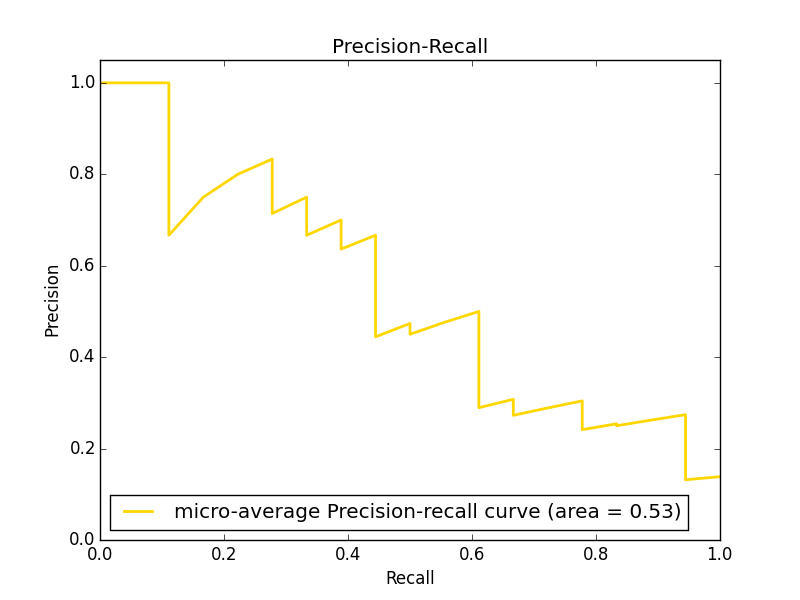 Precision-Recall
1.0
0.8
0.6
0.4
0.2
0.0
Precision
micro-average Precision-recall curve (area = 0.53)
0.0 0.2 0.4 0.6 0.8 1.0
Recall